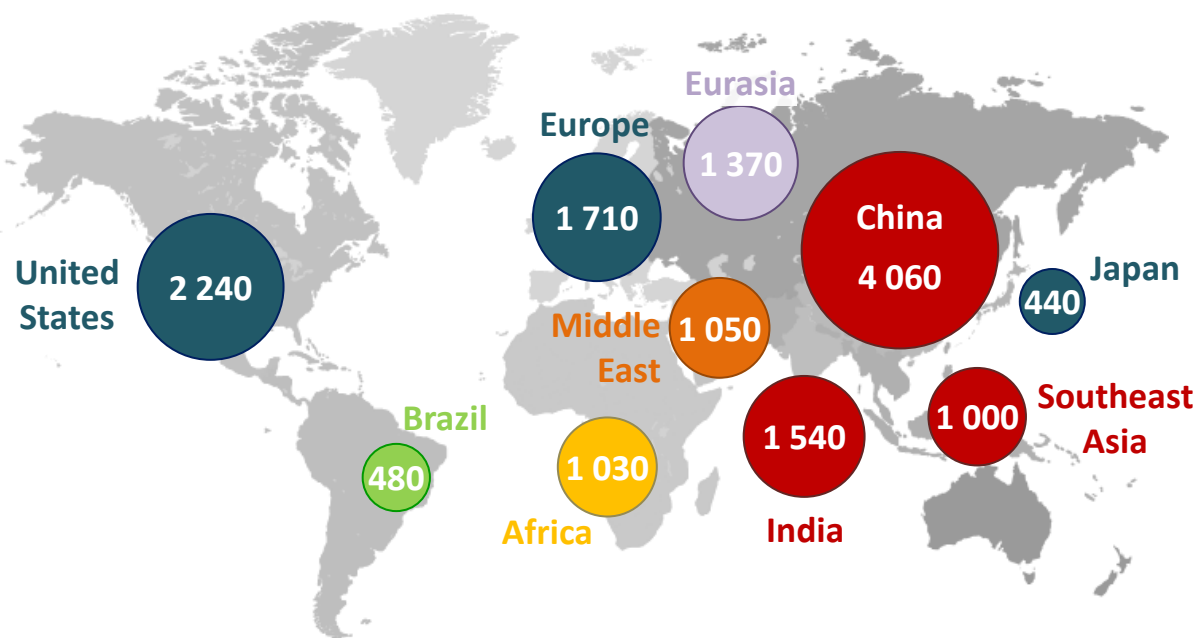 Eurasia
1 370
Europe
1 710
China
4 060
United
States
2 240
Japan
440
Middle
East
1 050
Brazil
480
Africa
1 030
India
1 540
Southeast
Asia
1 000